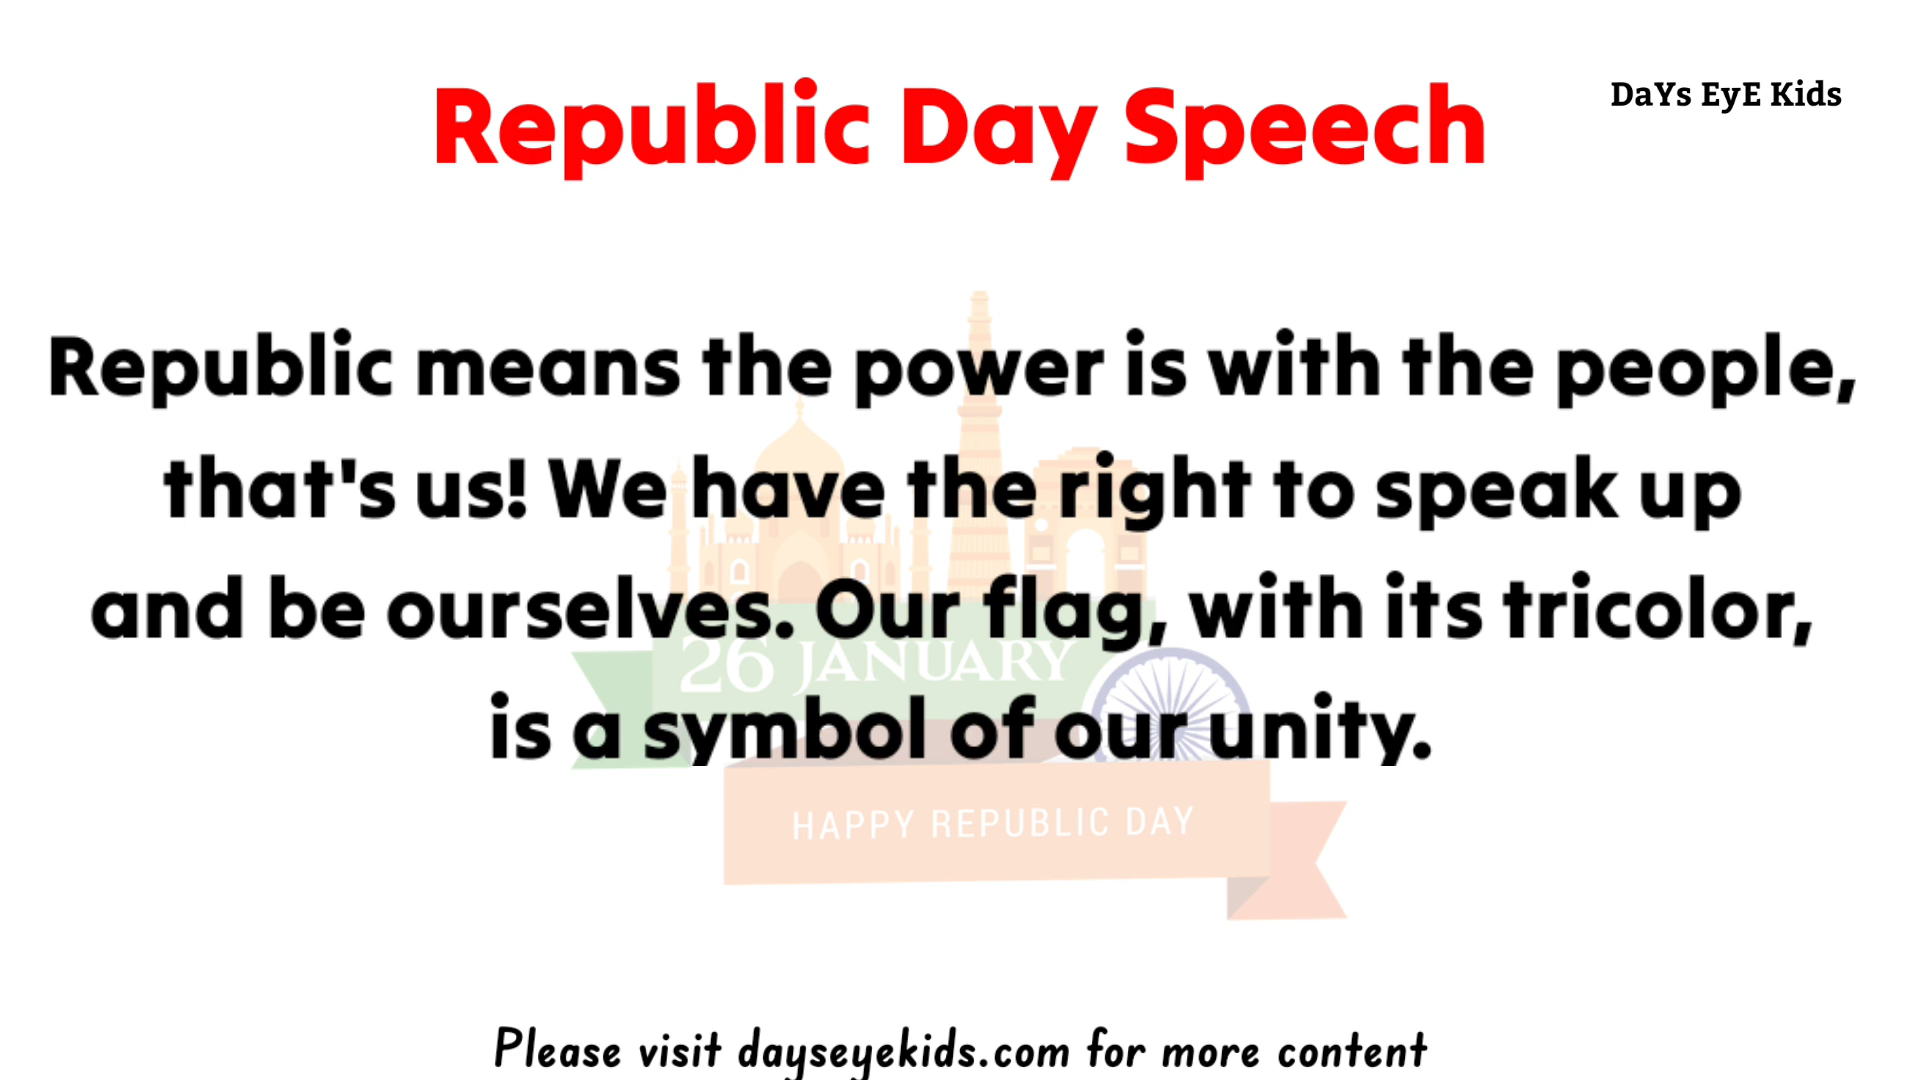 Republic Day Speech
DaYs EyE Kids
Republic means the power is with the people,
that's us! We have the right to speak up
and be ourselves. Our flag, with its tricolor,
is a symbol of our unity.
26 JANUARY
HAPPY REPUBLIC DAY
Please visit dayseyekids.com for more content